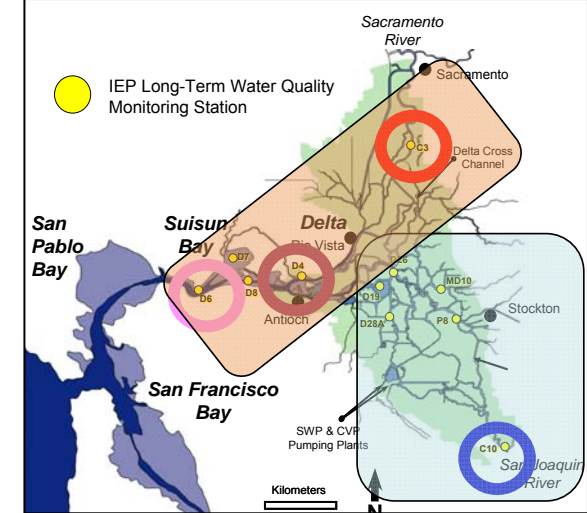 Sacramento
River
IEP Long-Term Water Quality
Monitoring Station
Sacramento
C3
Delta Cross
Channel
San
Pablo
Bay
Suisun
Bay
Delta
Rio Vista
D7
D4
D6
D8
D26
D19
MD10
Antioch
D28A
P8
Stockton
San Francisco
Bay
SWP & CVP
Pumping Plants
C10
San Joaquin
River
Kilometers
N